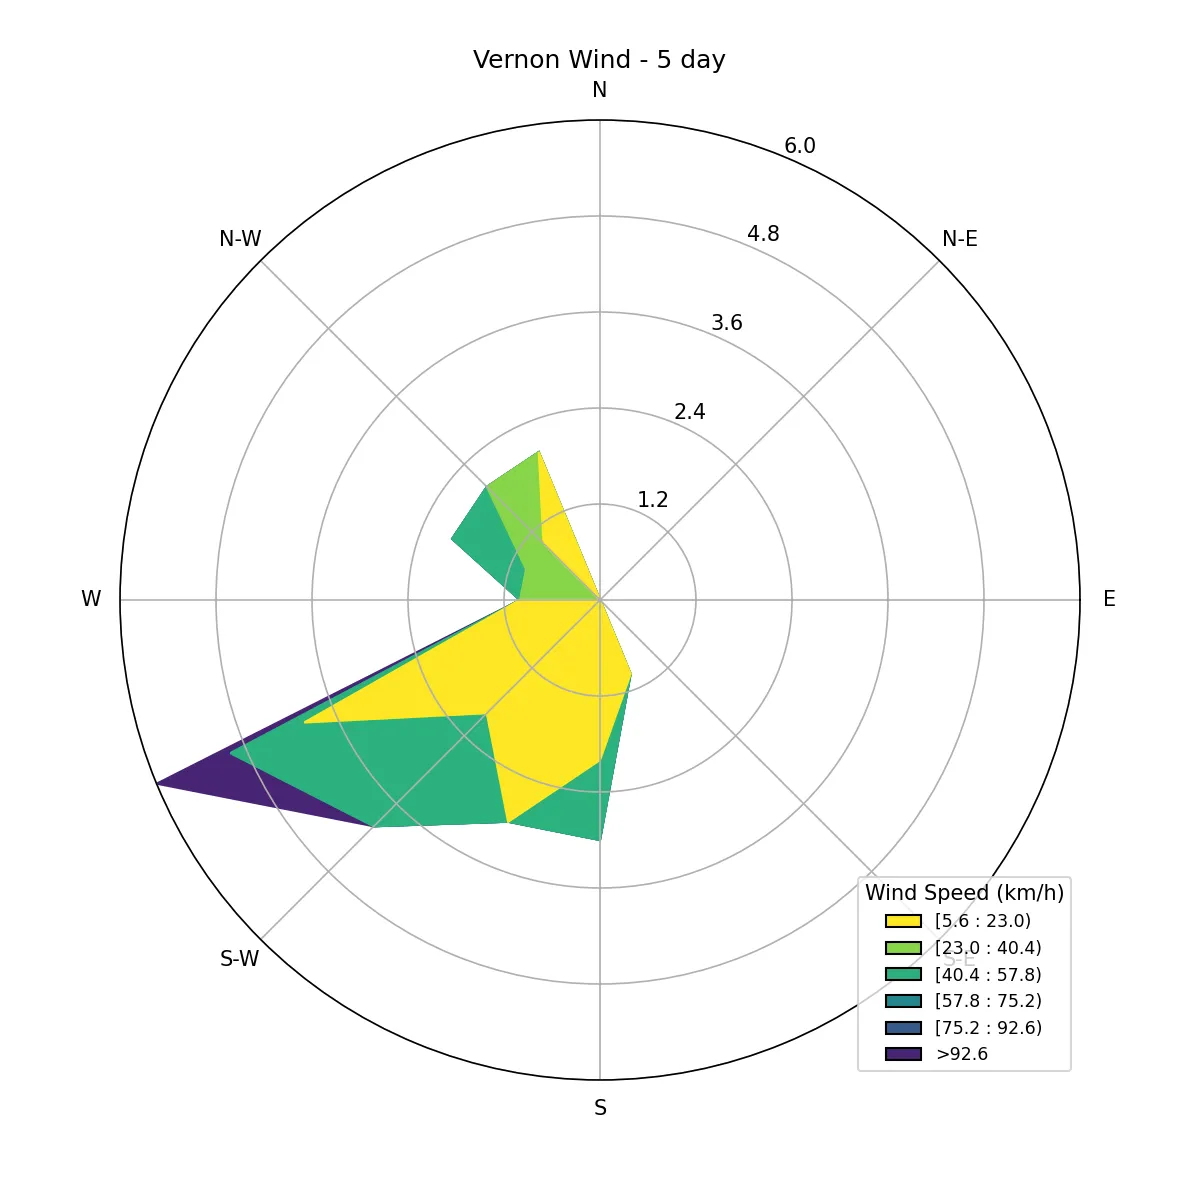 Vernon Wind - 5 day
N
6.0
4.8
3.6
2.4
1.2
N-W
N-E
W
E
S-W
S-E
S
Wind Speed (km/h)
[5.6 : 23.0)
[23.0 : 40.4)
[40.4 : 57.8)
[57.8 : 75.2)
[75.2 : 92.6)
>92.6